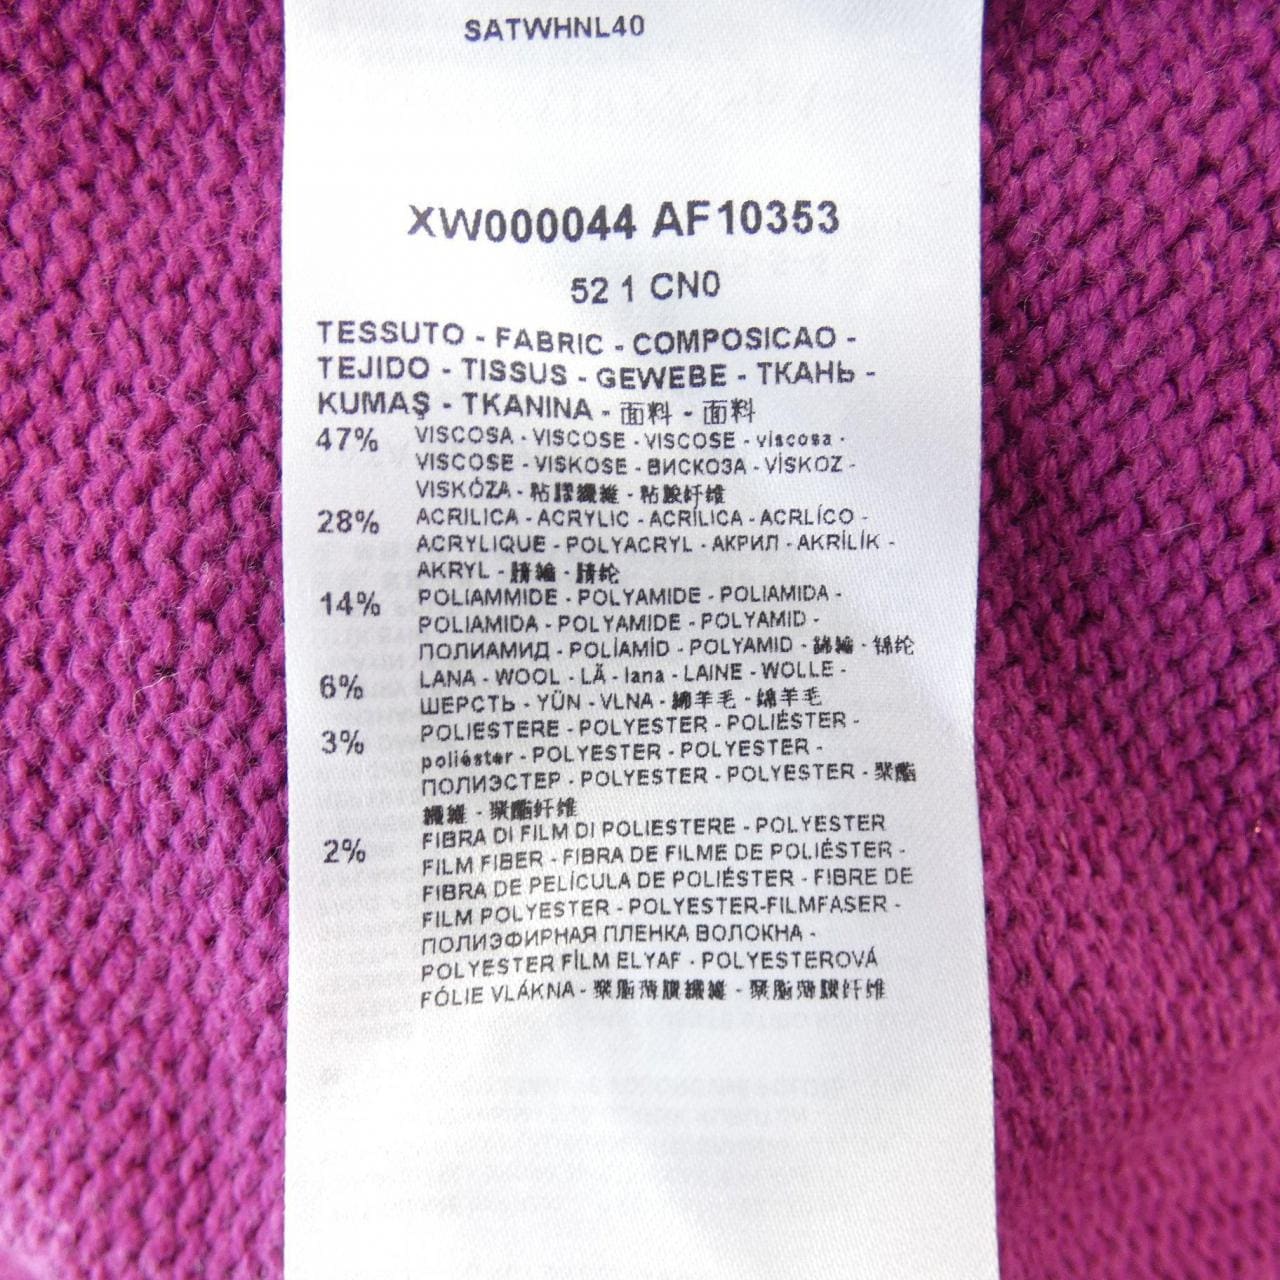 SATWHNL40
XW000044 AF10353
52 1 CN0
TESSUTO - FABRIC - COMPOSICAO -
TEJIDO - TISSUS - GEWEBE - ТКАНЬ -
KUMAŞ - TKANINA - 面料 - 面料
47% VISCOSA - VISCOSE - VISCOSE - viscosa -
VISCOSE - VISKOSE - ВИСКОЗА - VİSKOZ -
VISKÓZA - 粘膠纖維 - 粘胶纤维
28% ACRILICA - ACRYLIC - ACRÍLICA - ACRLÍCO -
ACRYLIQUE - POLYACRYL - АКРИЛ - AKRİLİK -
AKRYL - 腈綸 - 腈纶
14% POLIAMMIDE - POLYAMIDE - POLIAMIDA -
POLIAMIDA - POLYAMIDE - POLYAMID -
ПОЛИАМИД - POLİAMİD - POLYAMID - 錦綸 - 锦纶
6% LANA - WOOL - LÃ - lana - LAINE - WOLLE -
ШЕРСТЬ - YÜN - VLNA - 綿羊毛 - 绵羊毛
3% POLIESTERE - POLYESTER - POLIÉSTER -
poliéster - POLYESTER - POLYESTER -
ПОЛИЭСТЕР - POLYESTER - POLYESTER - 聚酯
纖維 - 聚酯纤维
2% FIBRA DI FILM DI POLIESTERE - POLYESTER
FILM FIBER - FIBRA DE FILME DE POLIÉSTER -
FIBRA DE PELÍCULA DE POLIÉSTER - FIBRE DE
FILM POLYESTER - POLYESTER-FILMFASER -
ПОЛИЭФИРНАЯ ПЛЕНКА ВОЛОКНА -
POLYESTER FİLM ELYAF - POLYESTEROVÁ
FÓLIE VLÁKNA - 聚脂薄膜纖維 - 聚脂薄膜纤维